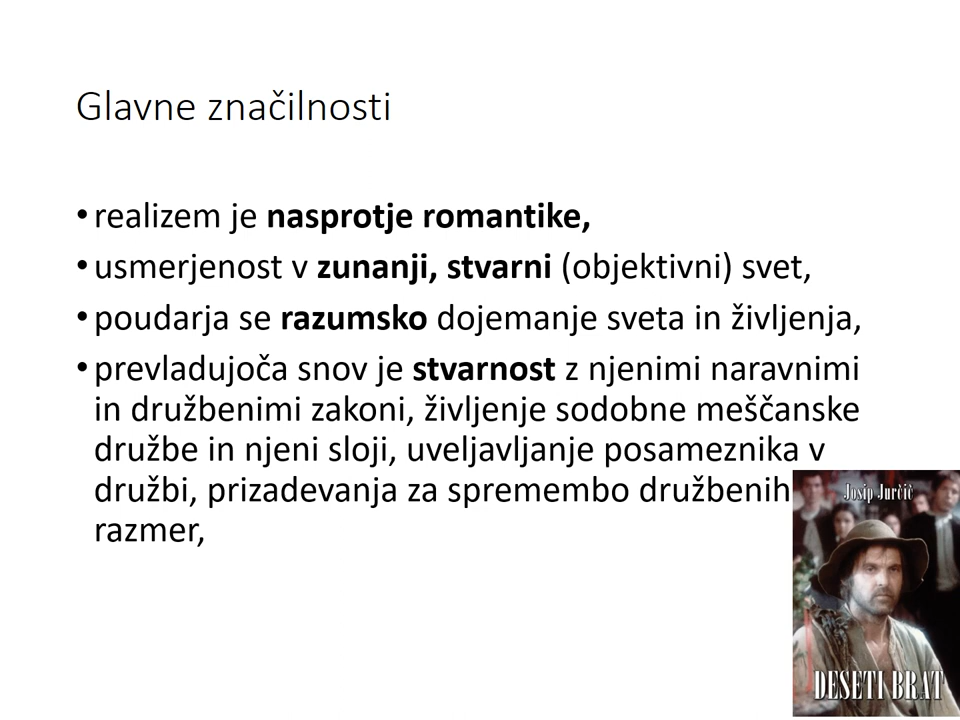 Glavne značilnosti
• realizem je nasprotje romantike,
• usmerjenost v zunanji, stvarni (objektivni) svet,
• poudarja se razumsko dojemanje sveta in življenja,
• prevladujoča snov je stvarnost z njenimi naravnimi
in družbenimi zakoni, življenje sodobne meščanske
družbe in njeni sloji, uveljavljanje posameznika v
družbi, prizadevanja za spremembo družbenih
razmer,
Josip Jurčič
DESETI BRAT